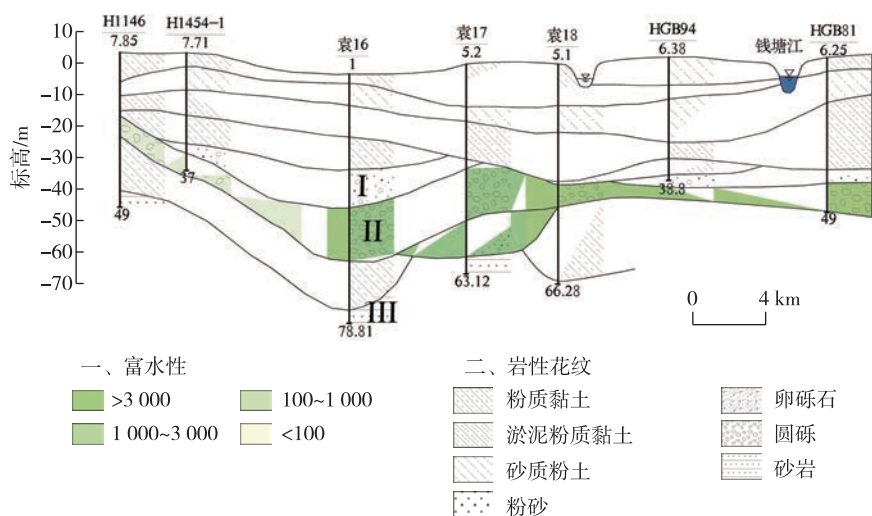 H1146 H1454-1 袁16 袁17 袁18 HGB94 钱塘江 HGB81
7.85 7.71 1 5.2 5.1 6.38 6.25
标高/m
10
0
-10
-20
-30
-40
-50
-60
-70
I
II
III
49 37 78.81 63.12 66.28 38.8 49
0 4 km
一、富水性
>3 000 100~1 000
1 000~3 000 <100
二、岩性花纹
粉质黏土 卵砾石
淤泥粉质黏土 圆砾
砂质粉土 砂岩
粉砂